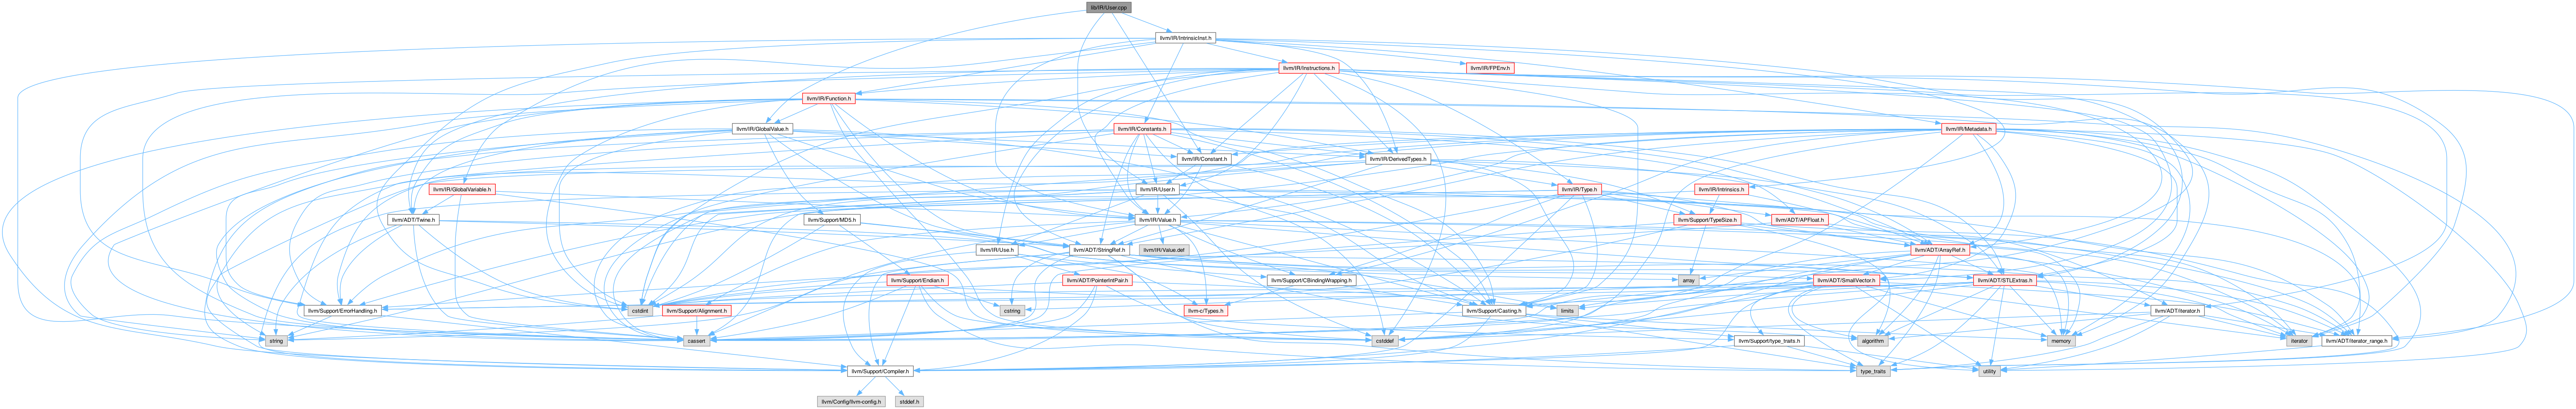 lib/IR/User.cpp
llvm/IR/IntrinsicInst.h
llvm/IR/Instructions.h
llvm/IR/FPEnv.h
llvm/IR/Function.h
llvm/IR/GlobalValue.h
llvm/IR/Constants.h
llvm/IR/Metadata.h
llvm/IR/Constant.h
llvm/IR/DerivedTypes.h
llvm/IR/GlobalVariable.h
llvm/IR/User.h
llvm/IR/Type.h
llvm/IR/Intrinsics.h
llvm/ADT/Twine.h
llvm/Support/MD5.h
llvm/IR/Value.h
llvm/Support/TypeSize.h
llvm/ADT/APFloat.h
llvm/IR/Use.h
llvm/ADT/StringRef.h
llvm/IR/Value.def
llvm/ADT/ArrayRef.h
llvm/Support/Endian.h
llvm/ADT/PointerIntPair.h
llvm/Support/CBindingWrapping.h
array
llvm/ADT/SmallVector.h
llvm/ADT/STLExtras.h
llvm/Support/ErrorHandling.h
cstdint
llvm/Support/Alignment.h
cstring
llvm-c/Types.h
llvm/Support/Casting.h
limits
llvm/ADT/iterator.h
string
cassert
cstddef
llvm/Support/type_traits.h
algorithm
memory
iterator
llvm/ADT/iterator_range.h
llvm/Support/Compiler.h
type_traits
utility
llvm/Config/llvm-config.h
stddef.h